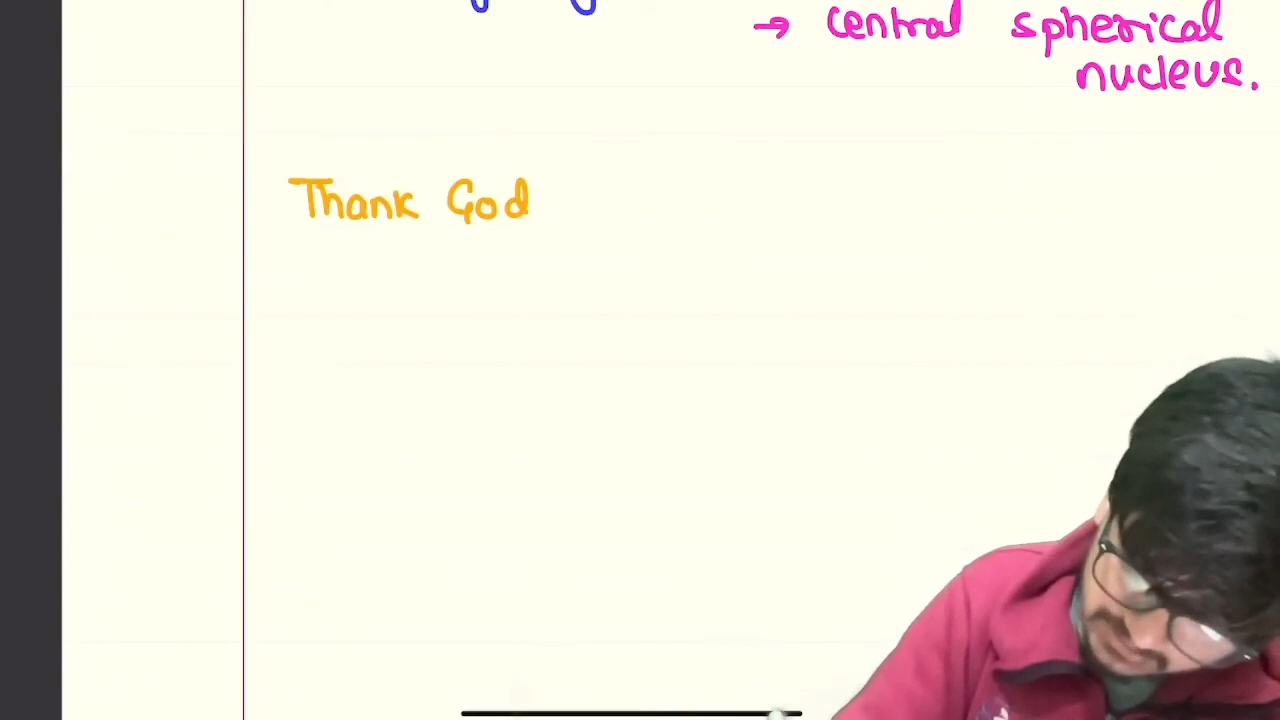 → central spherical
nucleus.
Thank God